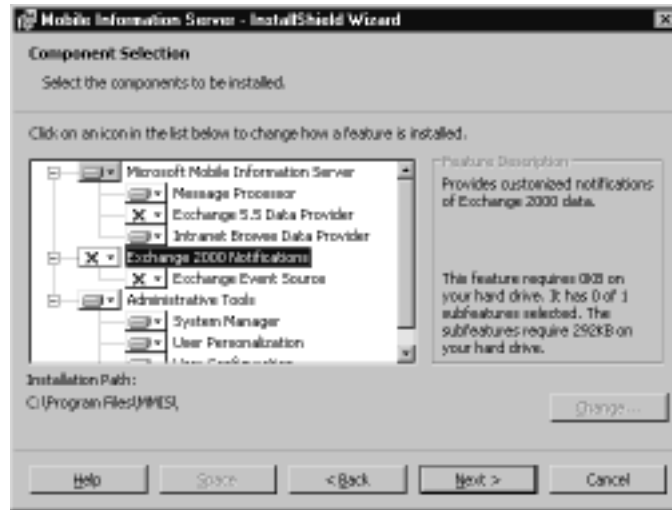 Mobile Information Server - InstallShield Wizard
Component Selection
Select the components to be installed.
Click on an icon in the list below to change how a feature is installed.
Microsoft Mobile Information Server
Message Processor
Exchange 5.5 Data Provider
Intranet Browse Data Provider
Exchange 2000 Notifications
Exchange Event Source
Administrative Tools
System Manager
User Personalization
User Configuration
Feature Description
Provides customized notifications
of Exchange 2000 data.
This feature requires 0KB on
your hard drive. It has 0 of 1
subfeatures selected. The
subfeatures require 292KB on
your hard drive.
Installation Path:
C:\Program Files\MMIS\
Change...
Help
Space
< Back
Next >
Cancel